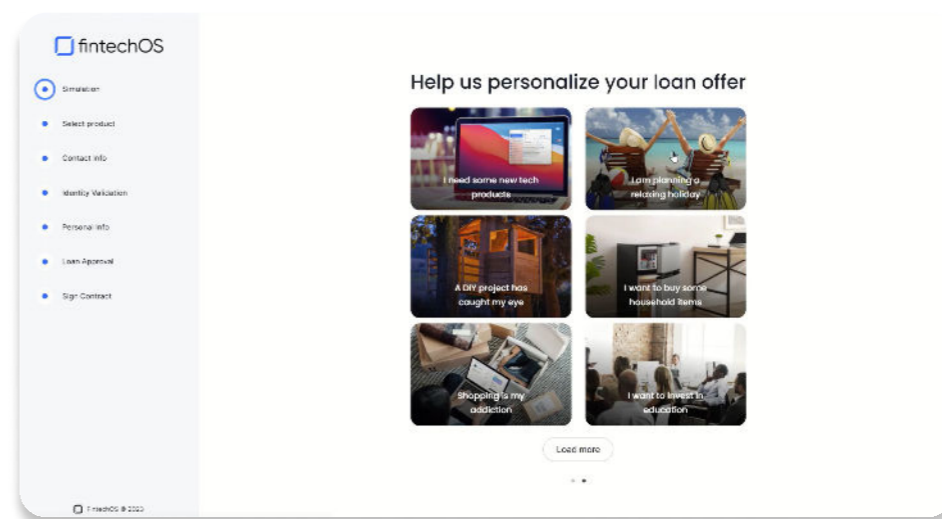 fintechOS
Simulation
Select product
Contact info
Identity Validation
Personal info
Loan Approval
Sign Contract
Help us personalize your loan offer
I need some new tech
products
I am planning a
relaxing holiday
A DIY project has
caught my eye
I want to buy some
household items
Shopping is my
addiction
I want to invest in
education
Load more
FintechOS ©